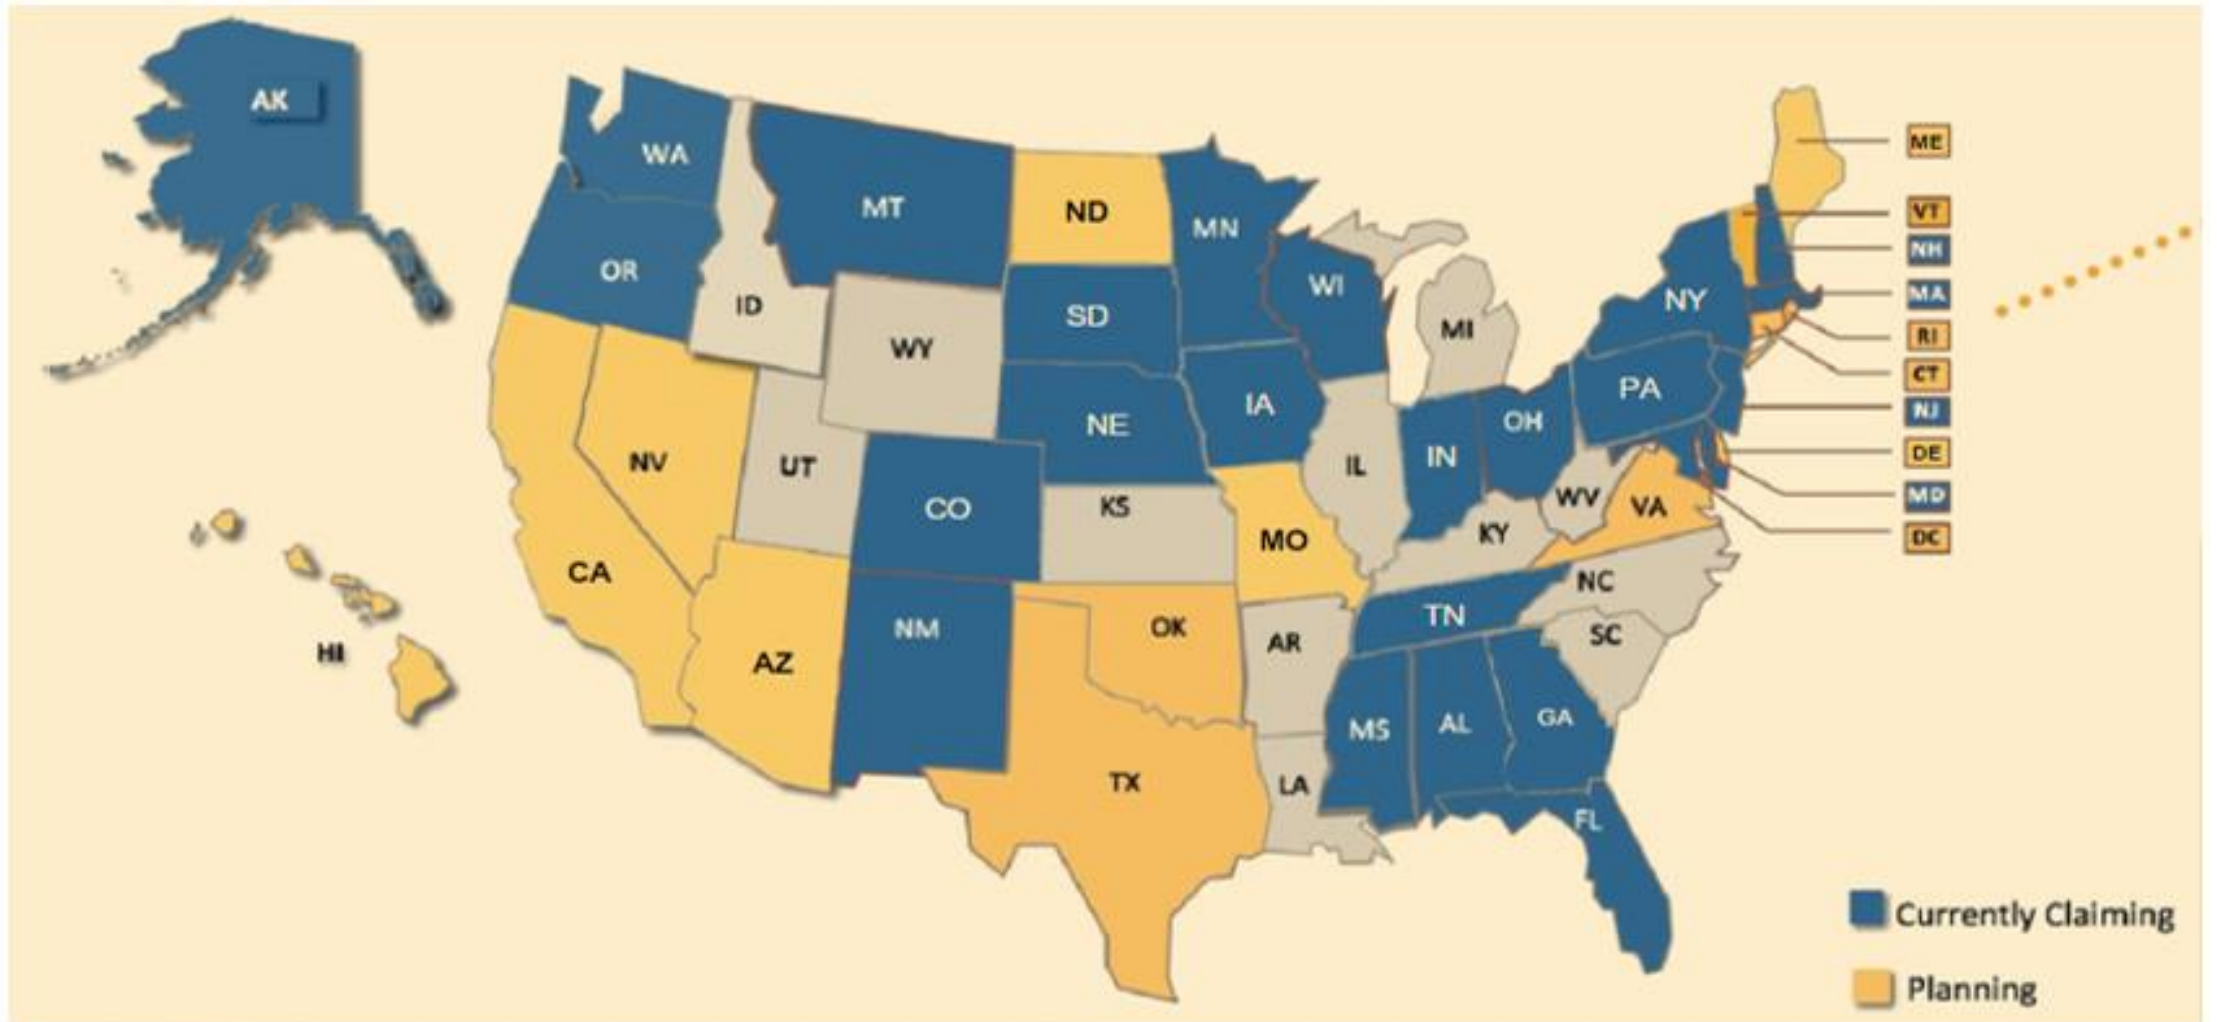 AK
WA
MT
ND
MN
OR
ID
WY
SD
WI
MI
NY
ME
VT
NH
MA
RI
CT
NJ
DE
MD
DC
NV
UT
CO
NE
IA
IL
IN
OH
PA
WV
VA
KY
KS
MO
CA
AZ
NM
OK
AR
TN
NC
SC
HI
TX
LA
MS
AL
GA
FL
Currently Claiming
Planning